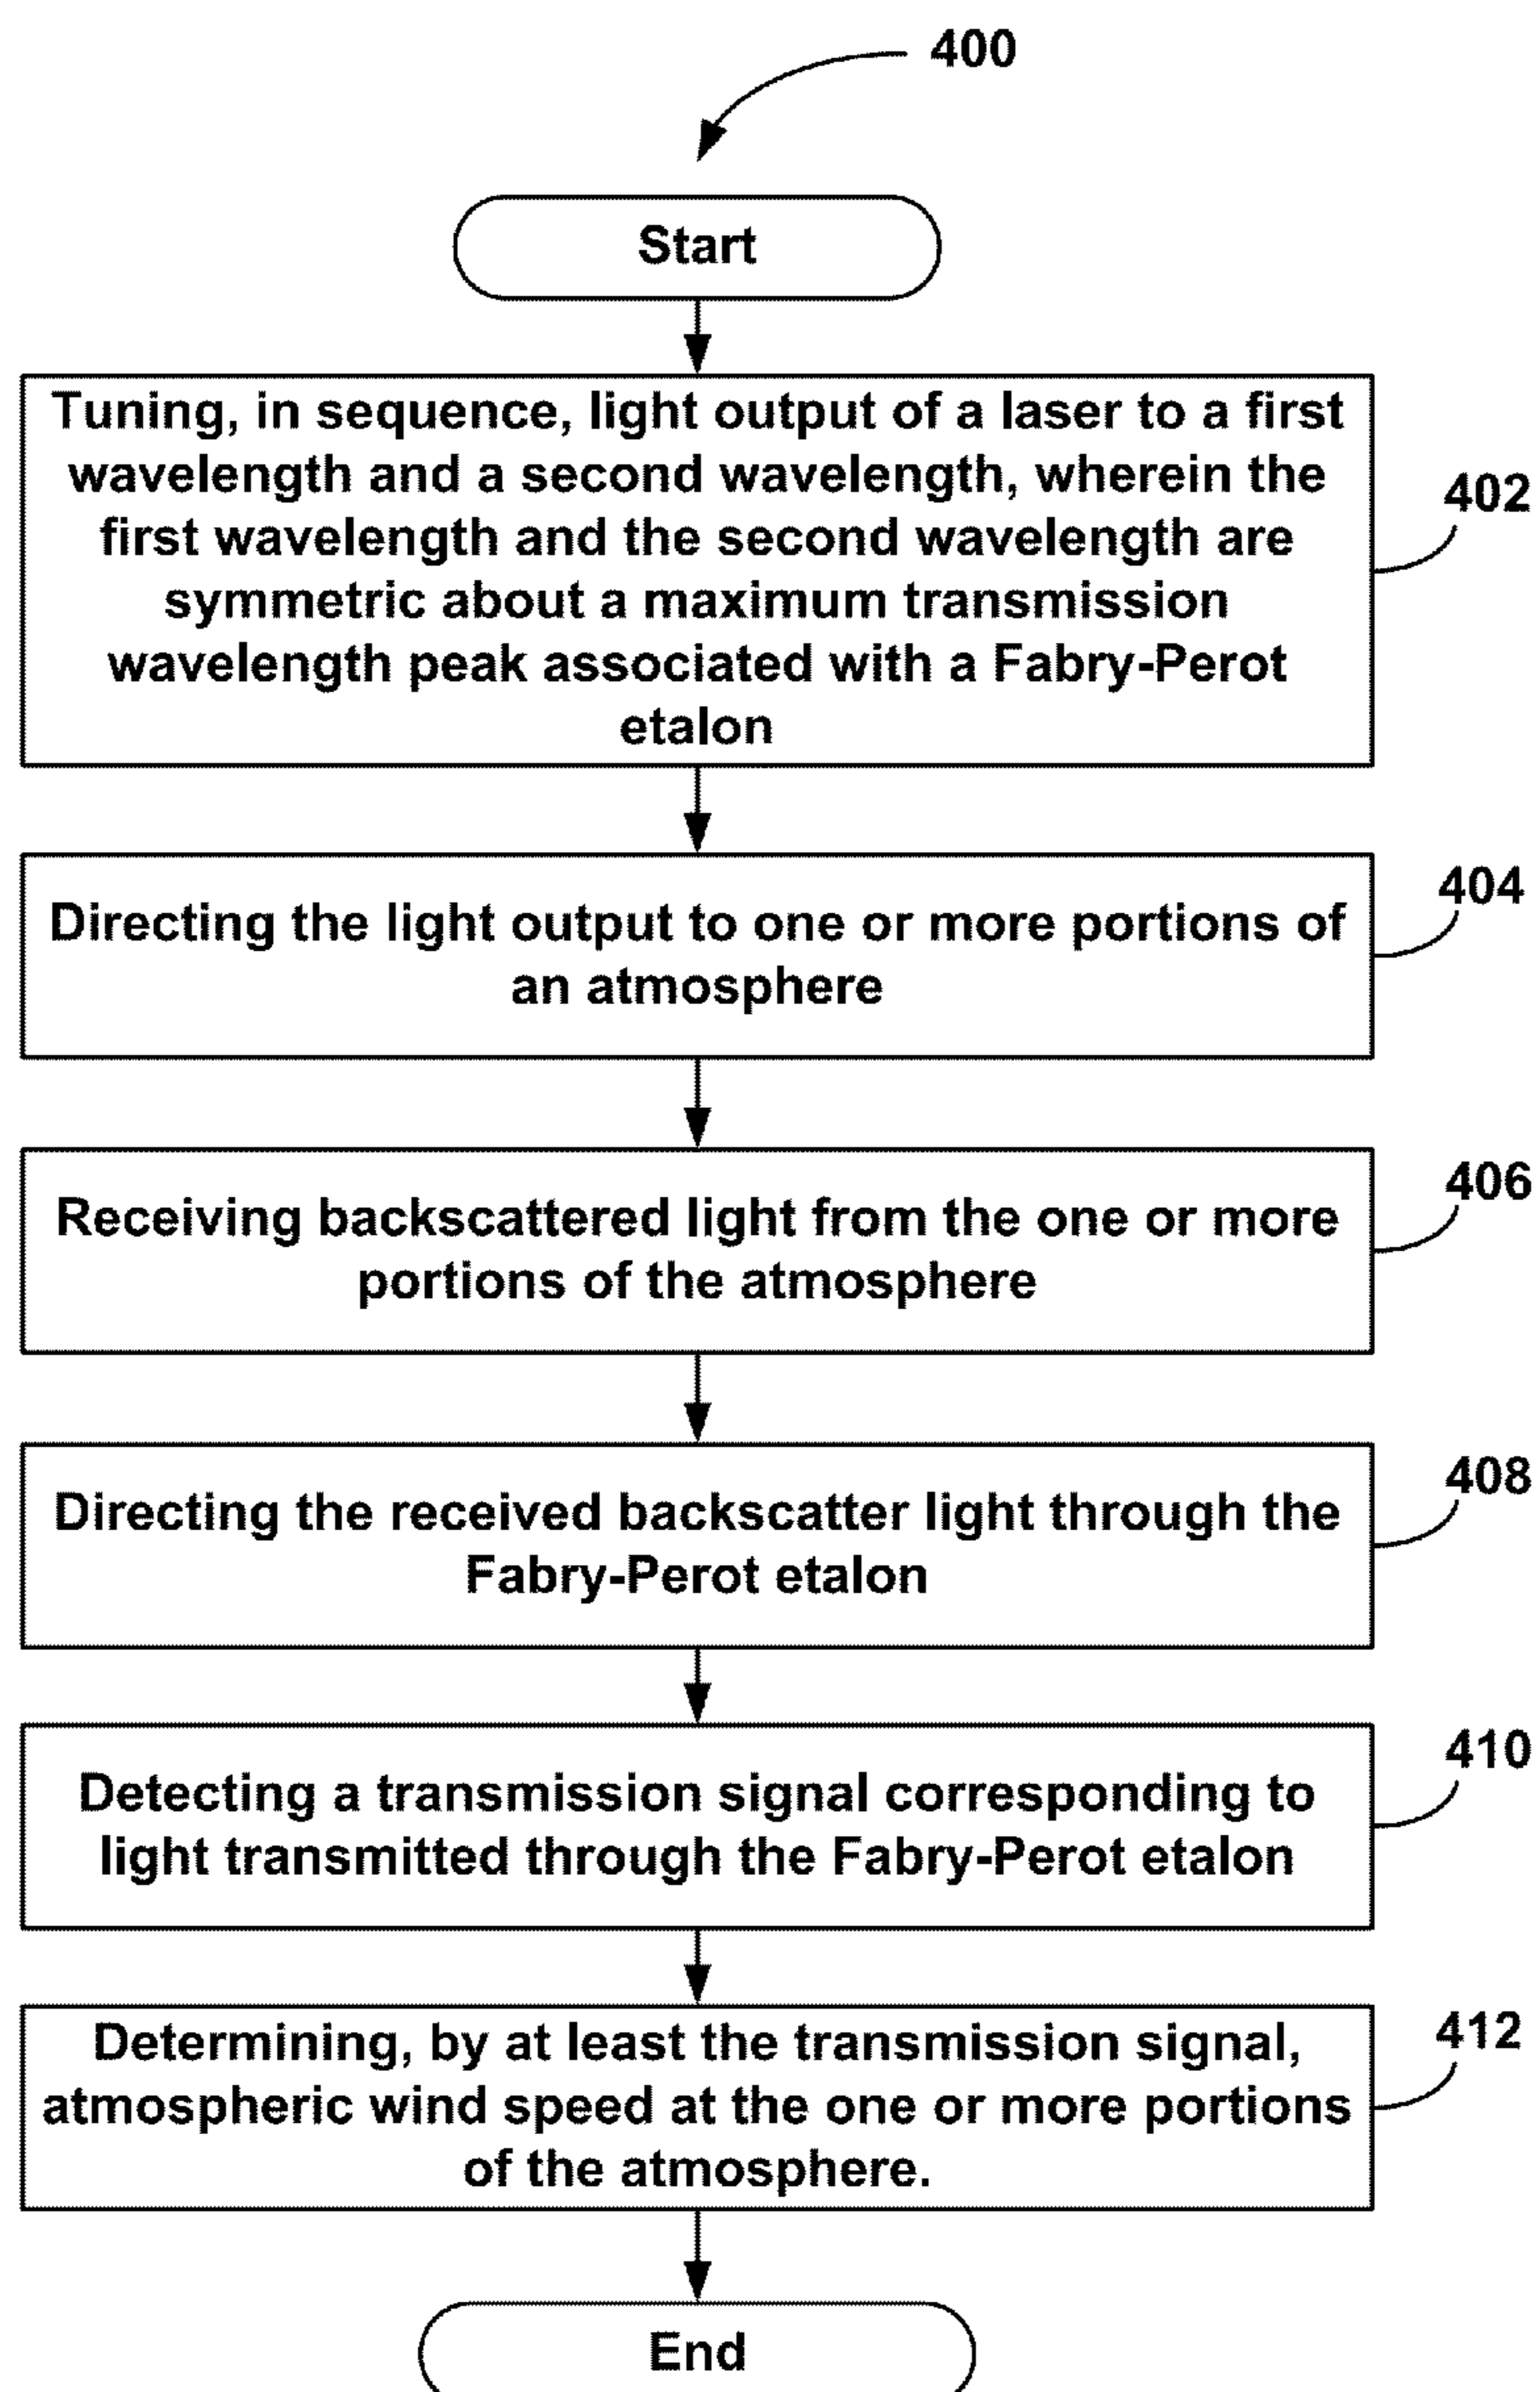 400
Start
Tuning, in sequence, light output of a laser to a first
wavelength and a second wavelength, wherein the
first wavelength and the second wavelength are
symmetric about a maximum transmission
wavelength peak associated with a Fabry-Perot
etalon
402
Directing the light output to one or more portions of
an atmosphere
404
Receiving backscattered light from the one or more
portions of the atmosphere
406
Directing the received backscatter light through the
Fabry-Perot etalon
408
Detecting a transmission signal corresponding to
light transmitted through the Fabry-Perot etalon
410
Determining, by at least the transmission signal,
atmospheric wind speed at the one or more portions
of the atmosphere.
412
End